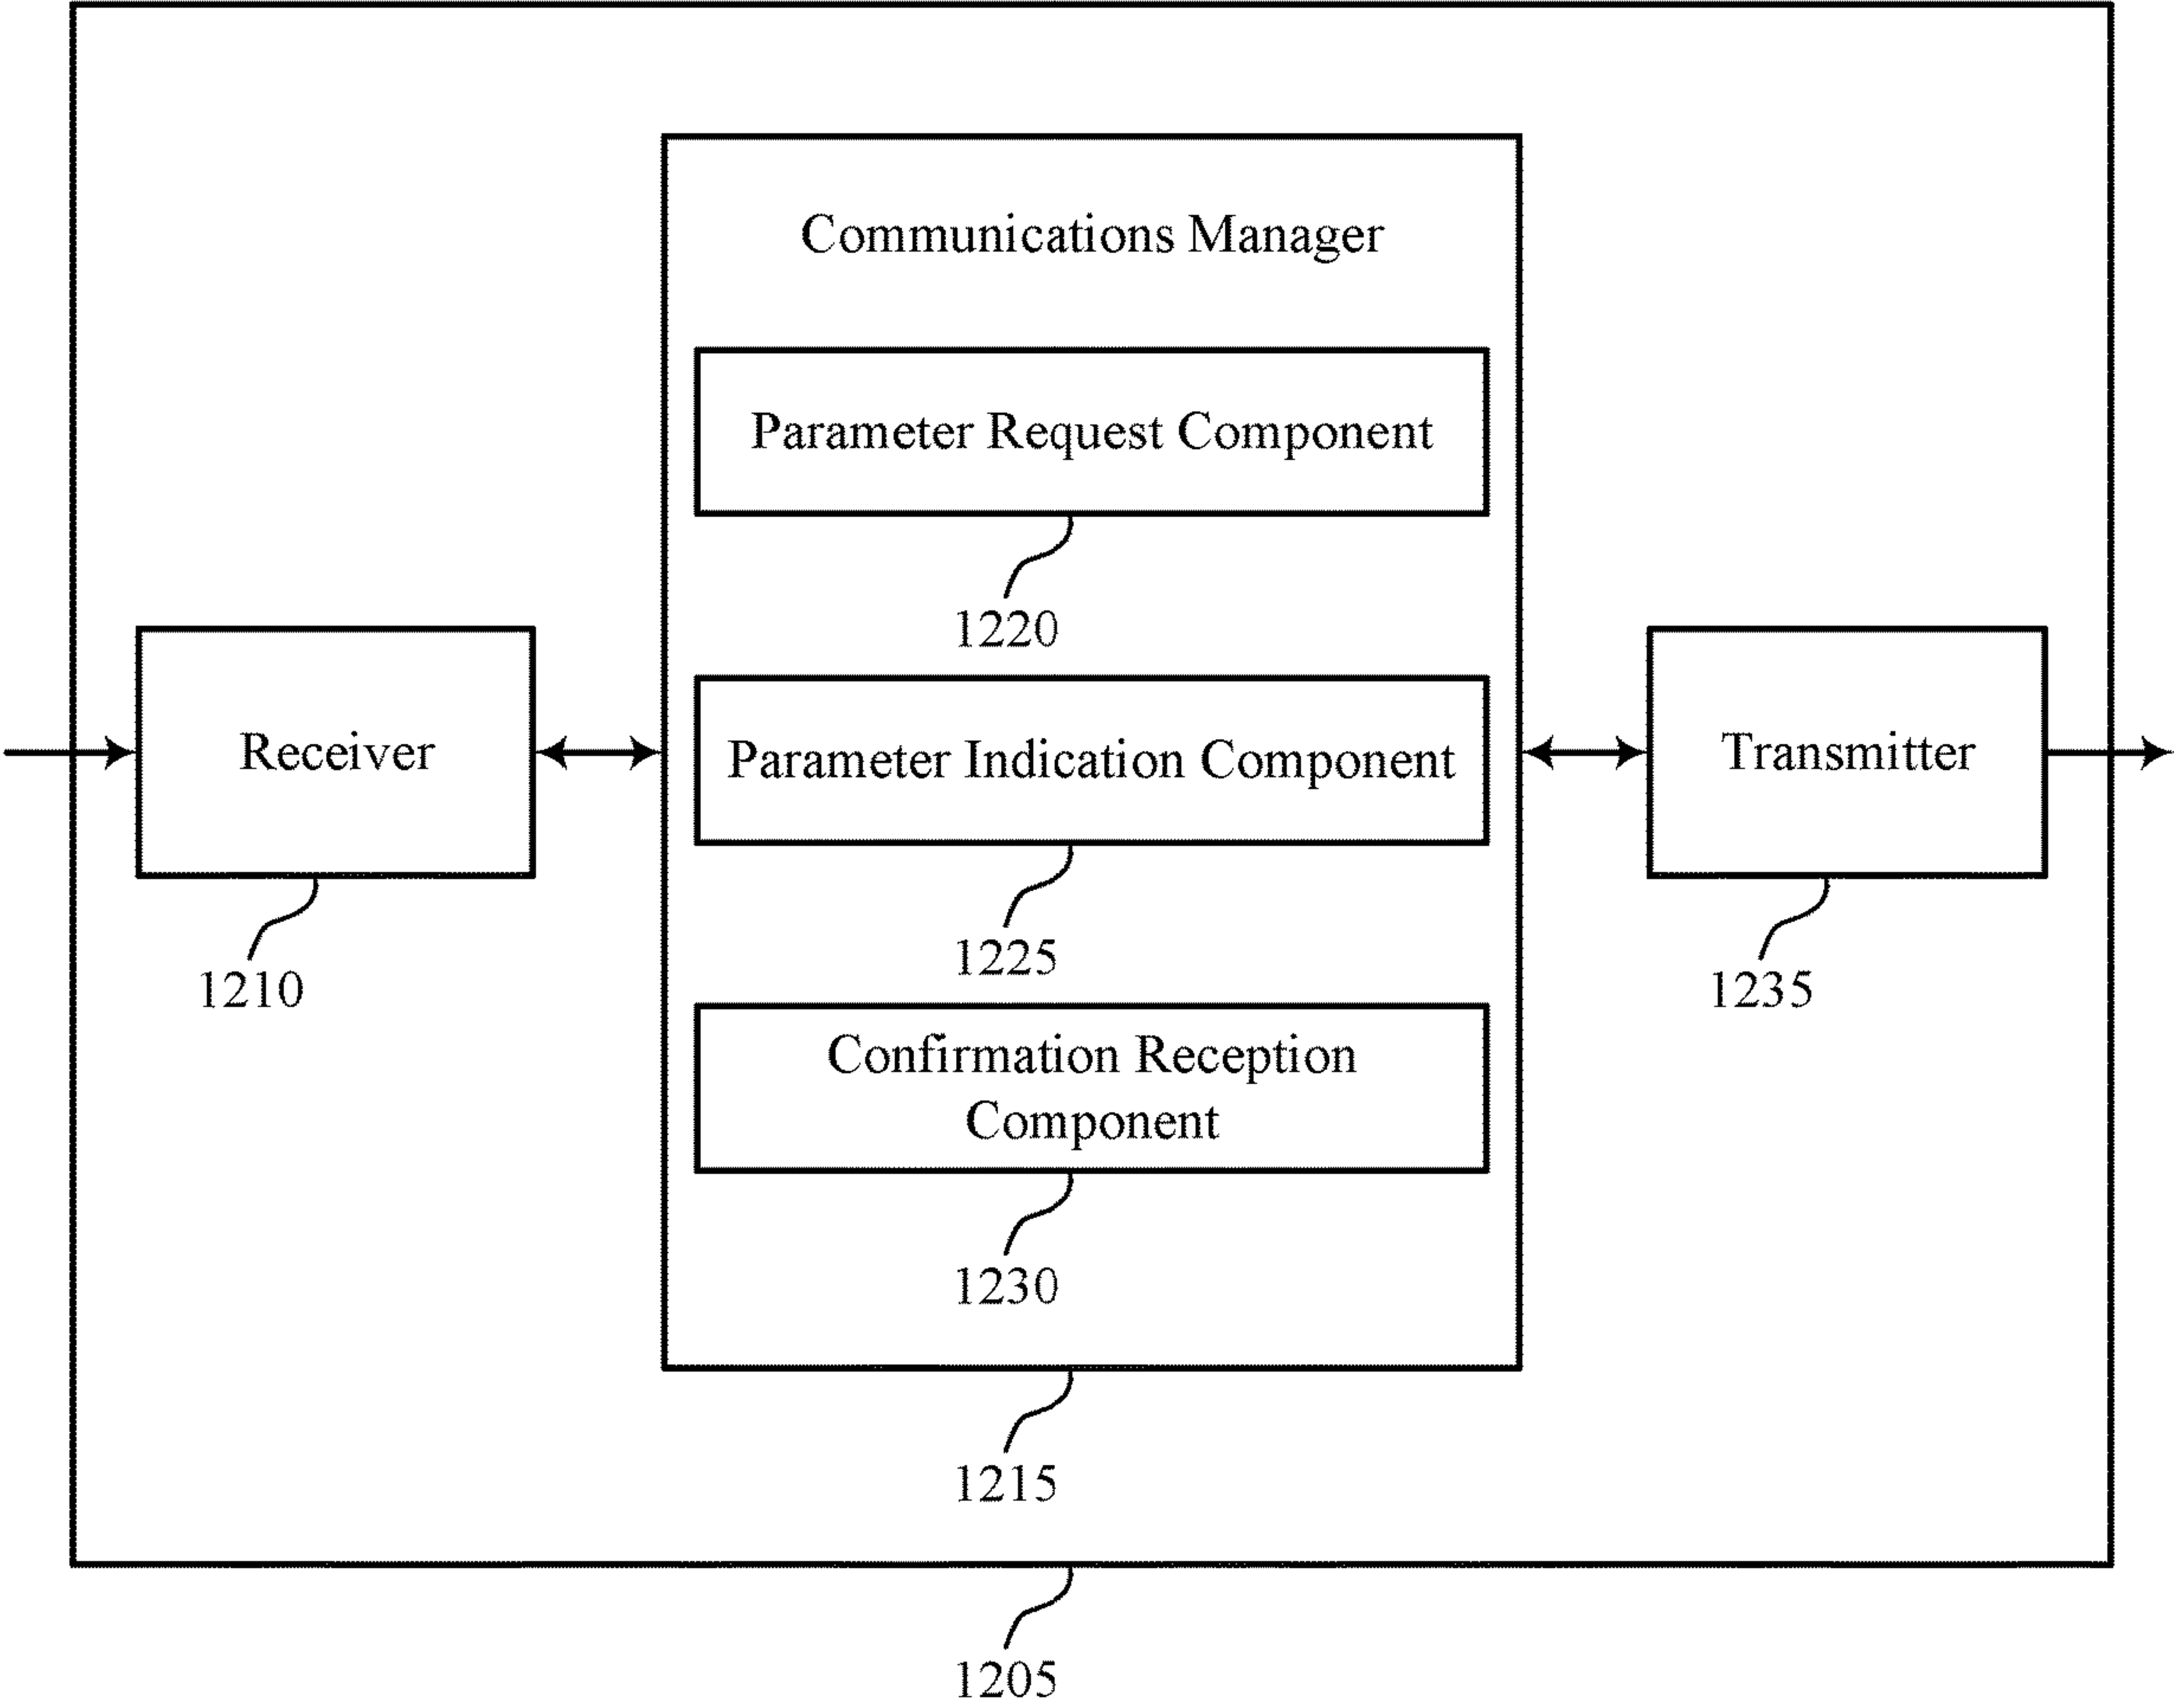 Communications Manager
Parameter Request Component
1220
Receiver
1210
Parameter Indication Component
1225
Transmitter
1235
Confirmation Reception
Component
1230
1215
1205